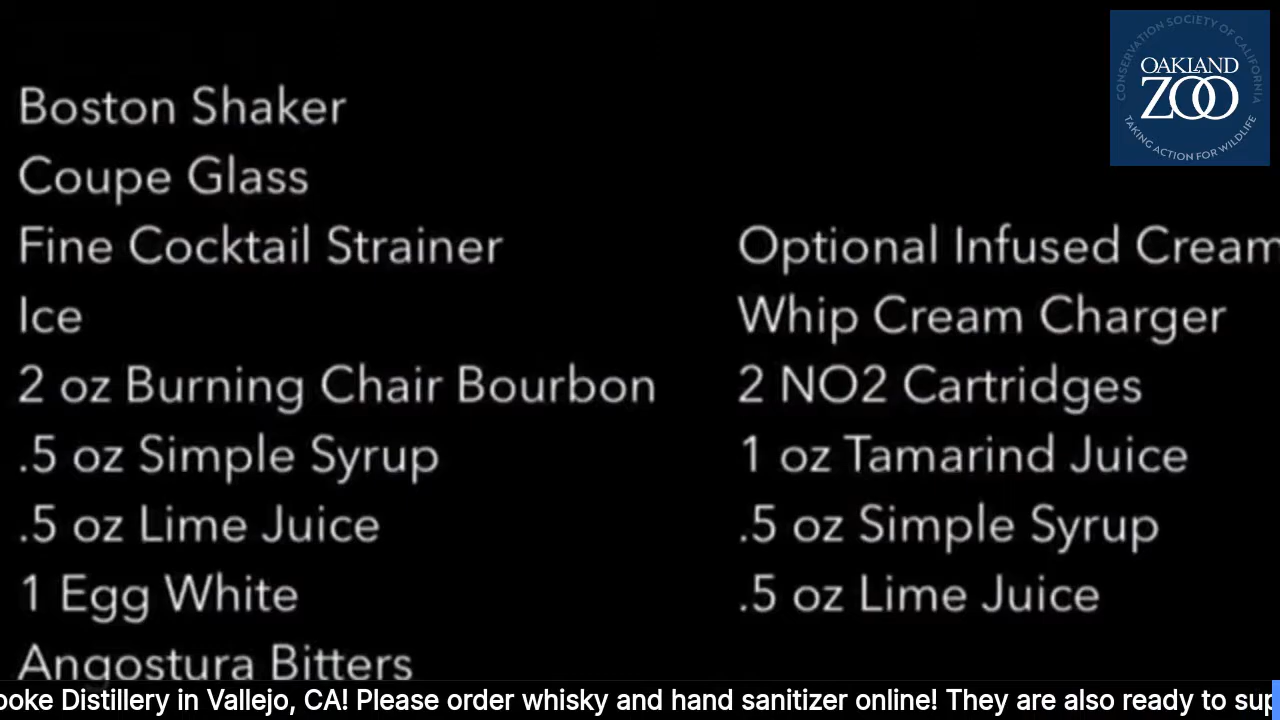 CONSERVATION SOCIETY OF CALIFORNIA
OAKLAND
ZOO
TAKING ACTION FOR WILDLIFE
Boston Shaker
Coupe Glass
Fine Cocktail Strainer
Ice
2 oz Burning Chair Bourbon
.5 oz Simple Syrup
.5 oz Lime Juice
1 Egg White
Angostura Bitters
Optional Infused Cream
Whip Cream Charger
2 NO2 Cartridges
1 oz Tamarind Juice
.5 oz Simple Syrup
.5 oz Lime Juice
Distillery in Vallejo, CA! Please order whisky and hand sanitizer online! They are also ready to